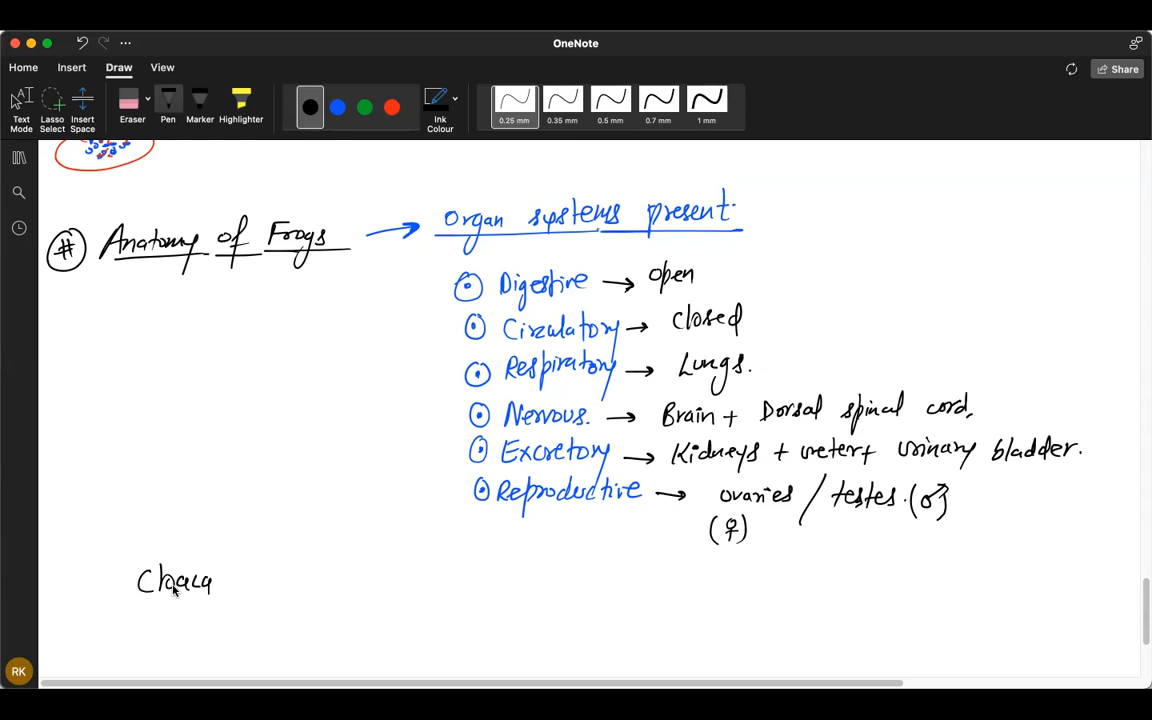 OneNote
Home Insert Draw View
Share
Text Mode
Lasso Select
Insert Space
Eraser
Pen
Marker
Highlighter
Ink Colour
0.25 mm
0.35 mm
0.5 mm
0.7 mm
1 mm
# Anatomy of Frogs → Organ systems present.
Digestive → open
Circulatory → closed
Respiratory → Lungs.
Nervous. → Brain + Dorsal spinal cord,
Excretory → Kidneys + ureter + urinary bladder.
Reproductive → ovaries / testes. (♂)
(♀)
Charac
RK